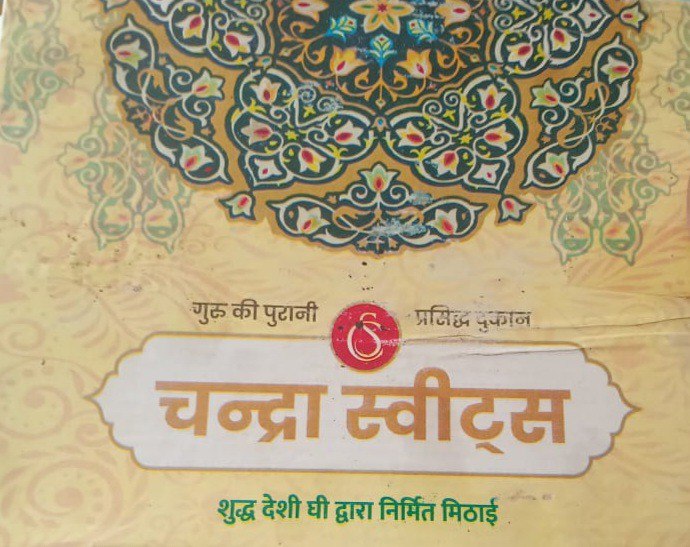 गुरु की पुरानी प्रसिद्ध दुकान
चन्द्रा स्वीट्स
शुद्ध देशी घी द्वारा निर्मित मिठाई